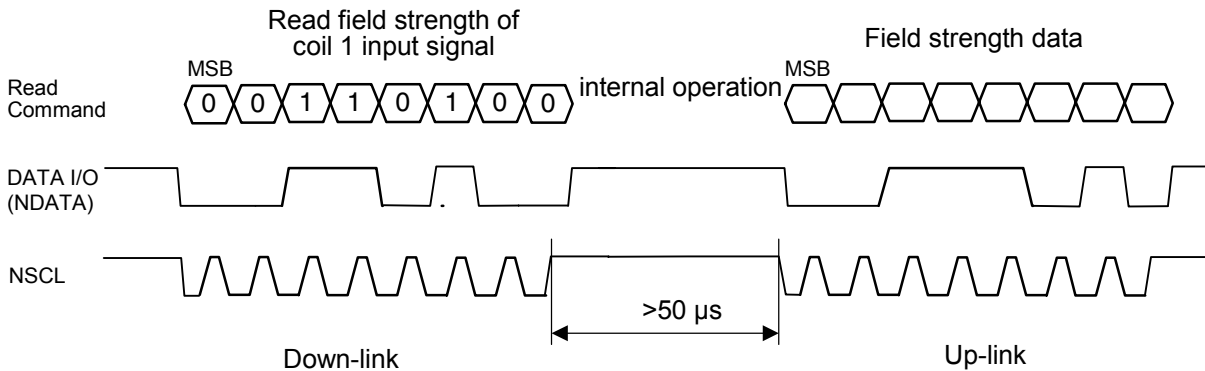 Read field strength of
coil 1 input signal
Field strength data
MSB
internal operation
MSB
Read
Command
0 0 1 1 0 1 0 0
DATA I/O
(NDATA)
NSCL
>50 µs
Down-link
Up-link